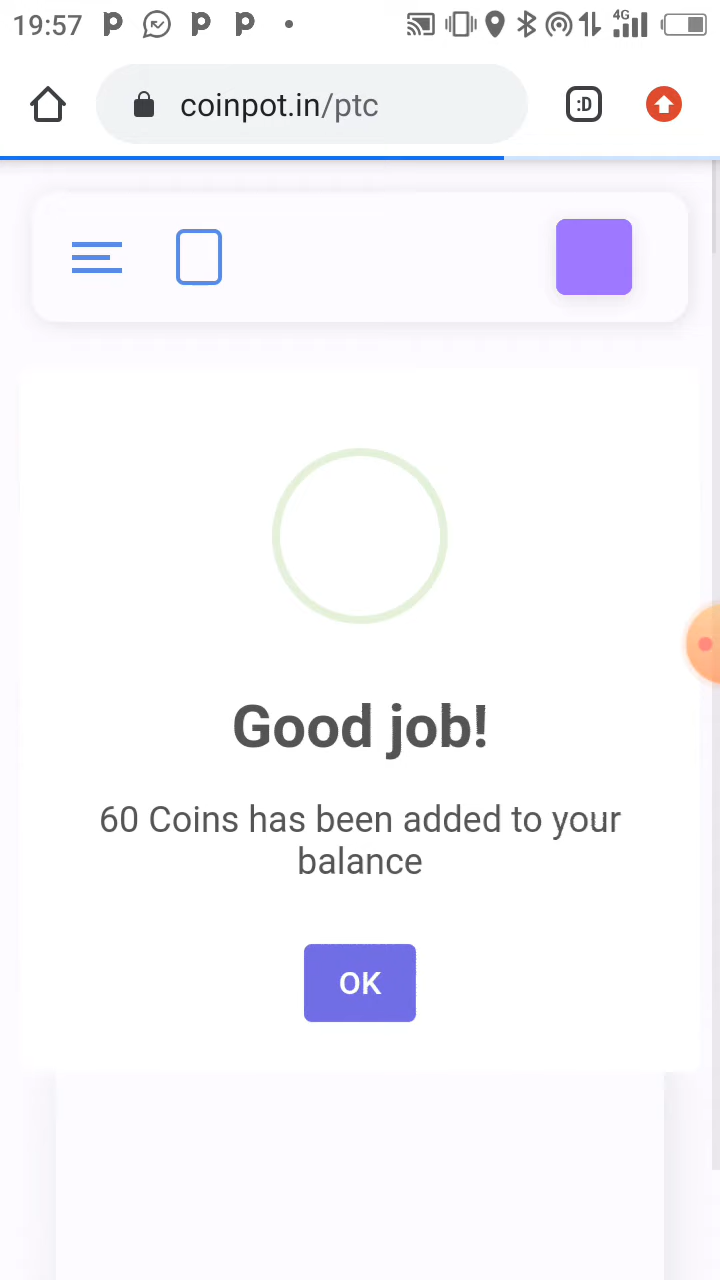 19:57
4G
coinpot.in/ptc
:D
Good job!
60 Coins has been added to your
balance
OK